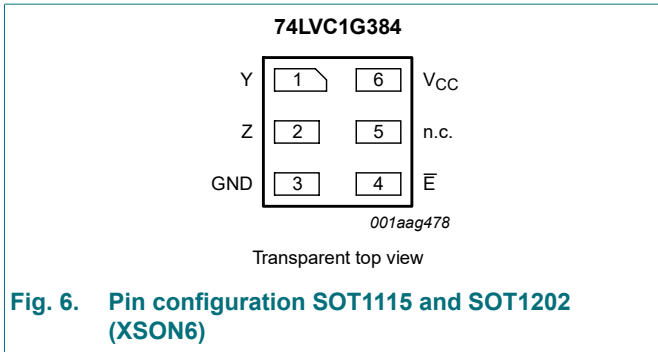 74LVC1G384
Y 1 6 VCC
Z 2 5 n.c.
GND 3 4 E̅
001aag478
Transparent top view
Fig. 6. Pin configuration SOT1115 and SOT1202
(XSON6)